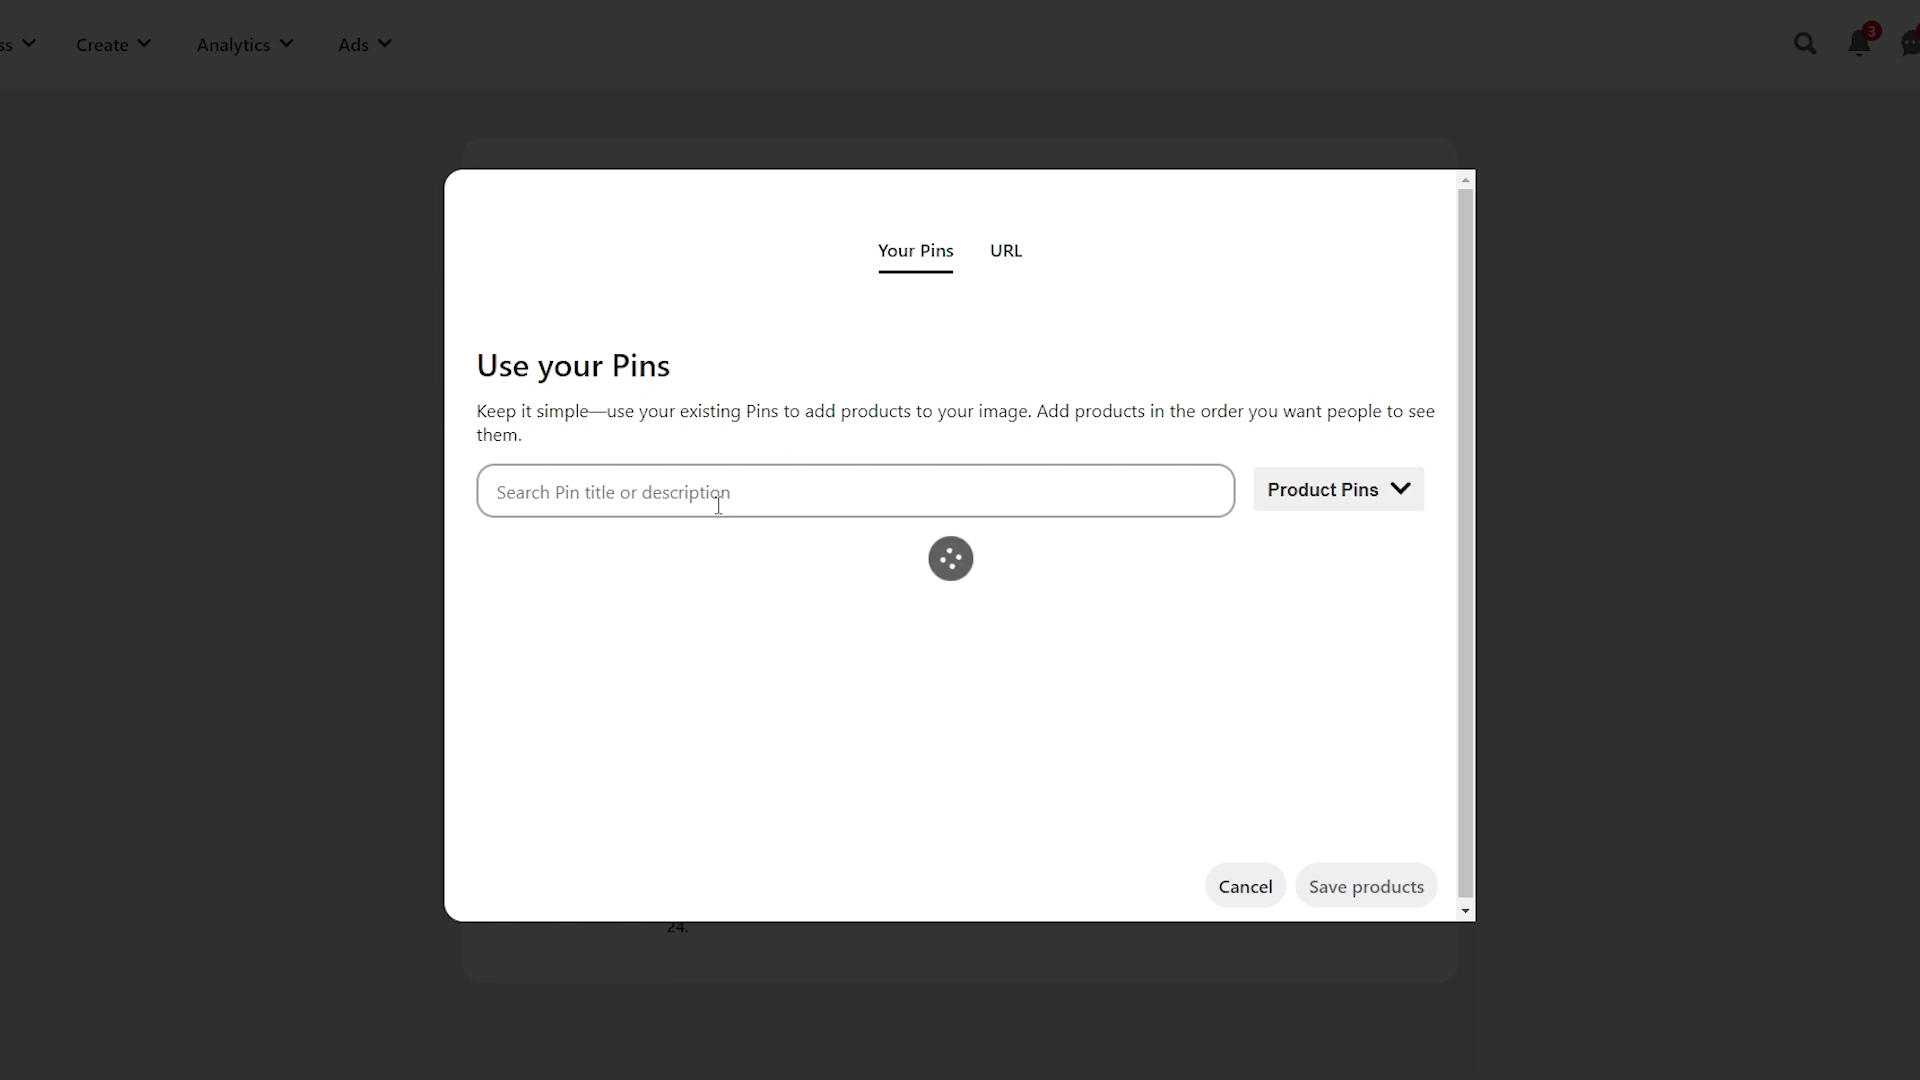 ss Create Analytics Ads 3
Your Pins URL
Use your Pins
Keep it simple—use your existing Pins to add products to your image. Add products in the order you want people to see
them.
Search Pin title or description Product Pins
Cancel Save products
24.